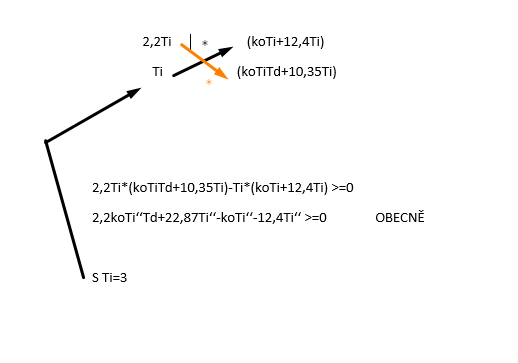 2,2Ti | * (koTi+12,4Ti)
Ti (koTiTd+10,35Ti)
*
2,2Ti*(koTiTd+10,35Ti)-Ti*(koTi+12,4Ti) >=0
2,2koTi“Td+22,87Ti“-koTi“-12,4Ti“ >=0 OBECNĚ
S Ti=3